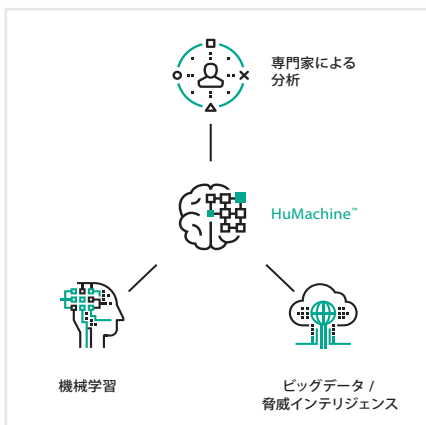 専門家による
分析
HuMachine™
機械学習
ビッグデータ /
脅威インテリジェンス